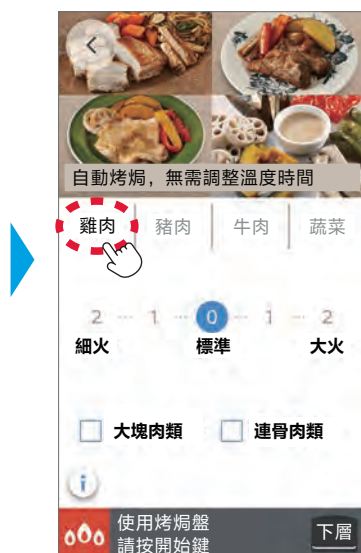 自動烤焗，無需調整溫度時間
雞肉 豬肉 牛肉 蔬菜
2 1 0 1 2
細火 標準 大火
大塊肉類 連骨肉類
i
使用烤焗盤
請按開始鍵
下層